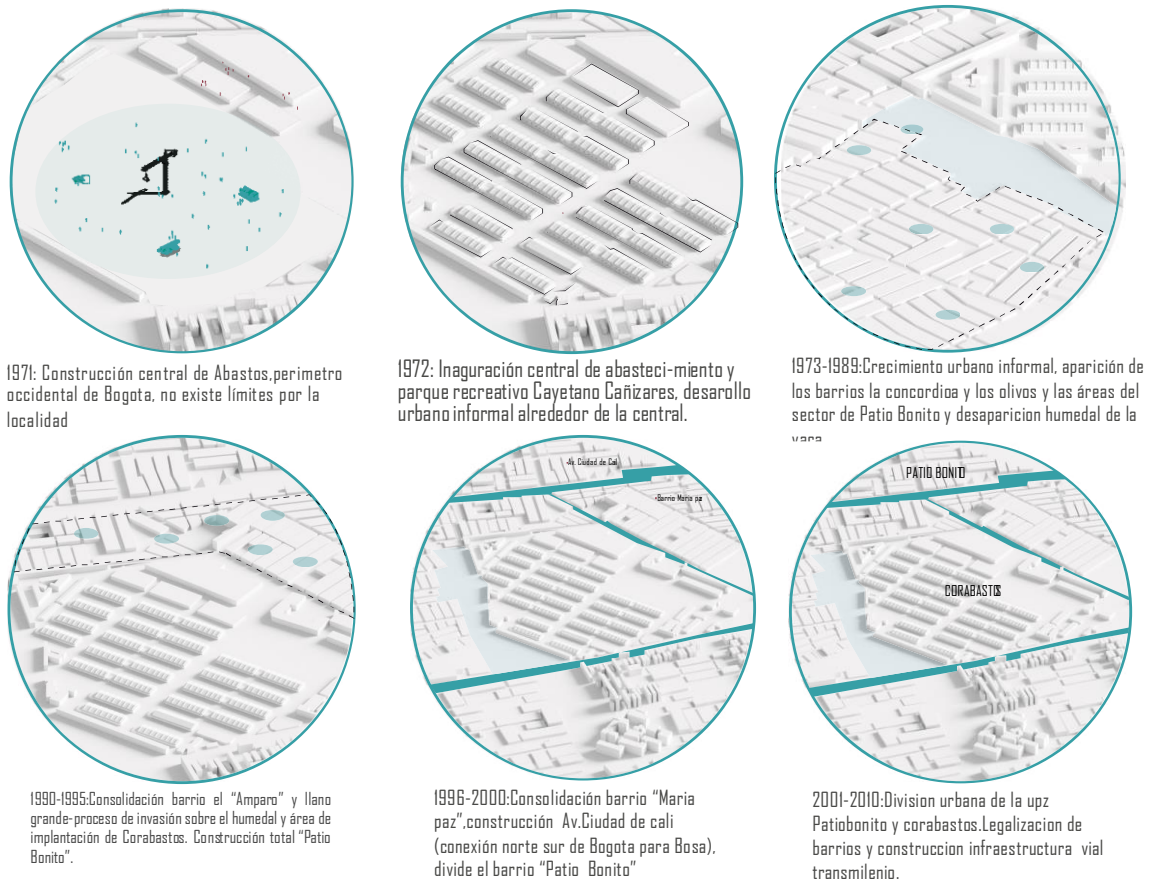 1971: Construcción central de Abastos,perimetro
occidental de Bogota, no existe límites por la
localidad
1972: Inaguración central de abasteci-miento y
parque recreativo Cayetano Cañizares, desarollo
urbano informal alrededor de la central.
1973-1989:Crecimiento urbano informal, aparición de
los barrios la concordioa y los olivos y las áreas del
sector de Patio Bonito y desaparicion humedal de la
vaca
1990-1995:Consolidación barrio el “Amparo” y llano
grande-proceso de invasión sobre el humedal y área de
implantación de Corabastos. Construcción total “Patio
Bonito”.
-Av. Ciudad de Cali
-Barrio Maria paz
1996-2000:Consolidación barrio “Maria
paz”,construcción Av.Ciudad de cali
(conexión norte sur de Bogota para Bosa),
divide el barrio “Patio Bonito”
PATIO BONITO
CORABASTOS
2001-2010:Division urbana de la upz
Patiobonito y corabastos.Legalizacion de
barrios y construccion infraestructura vial
transmilenio.